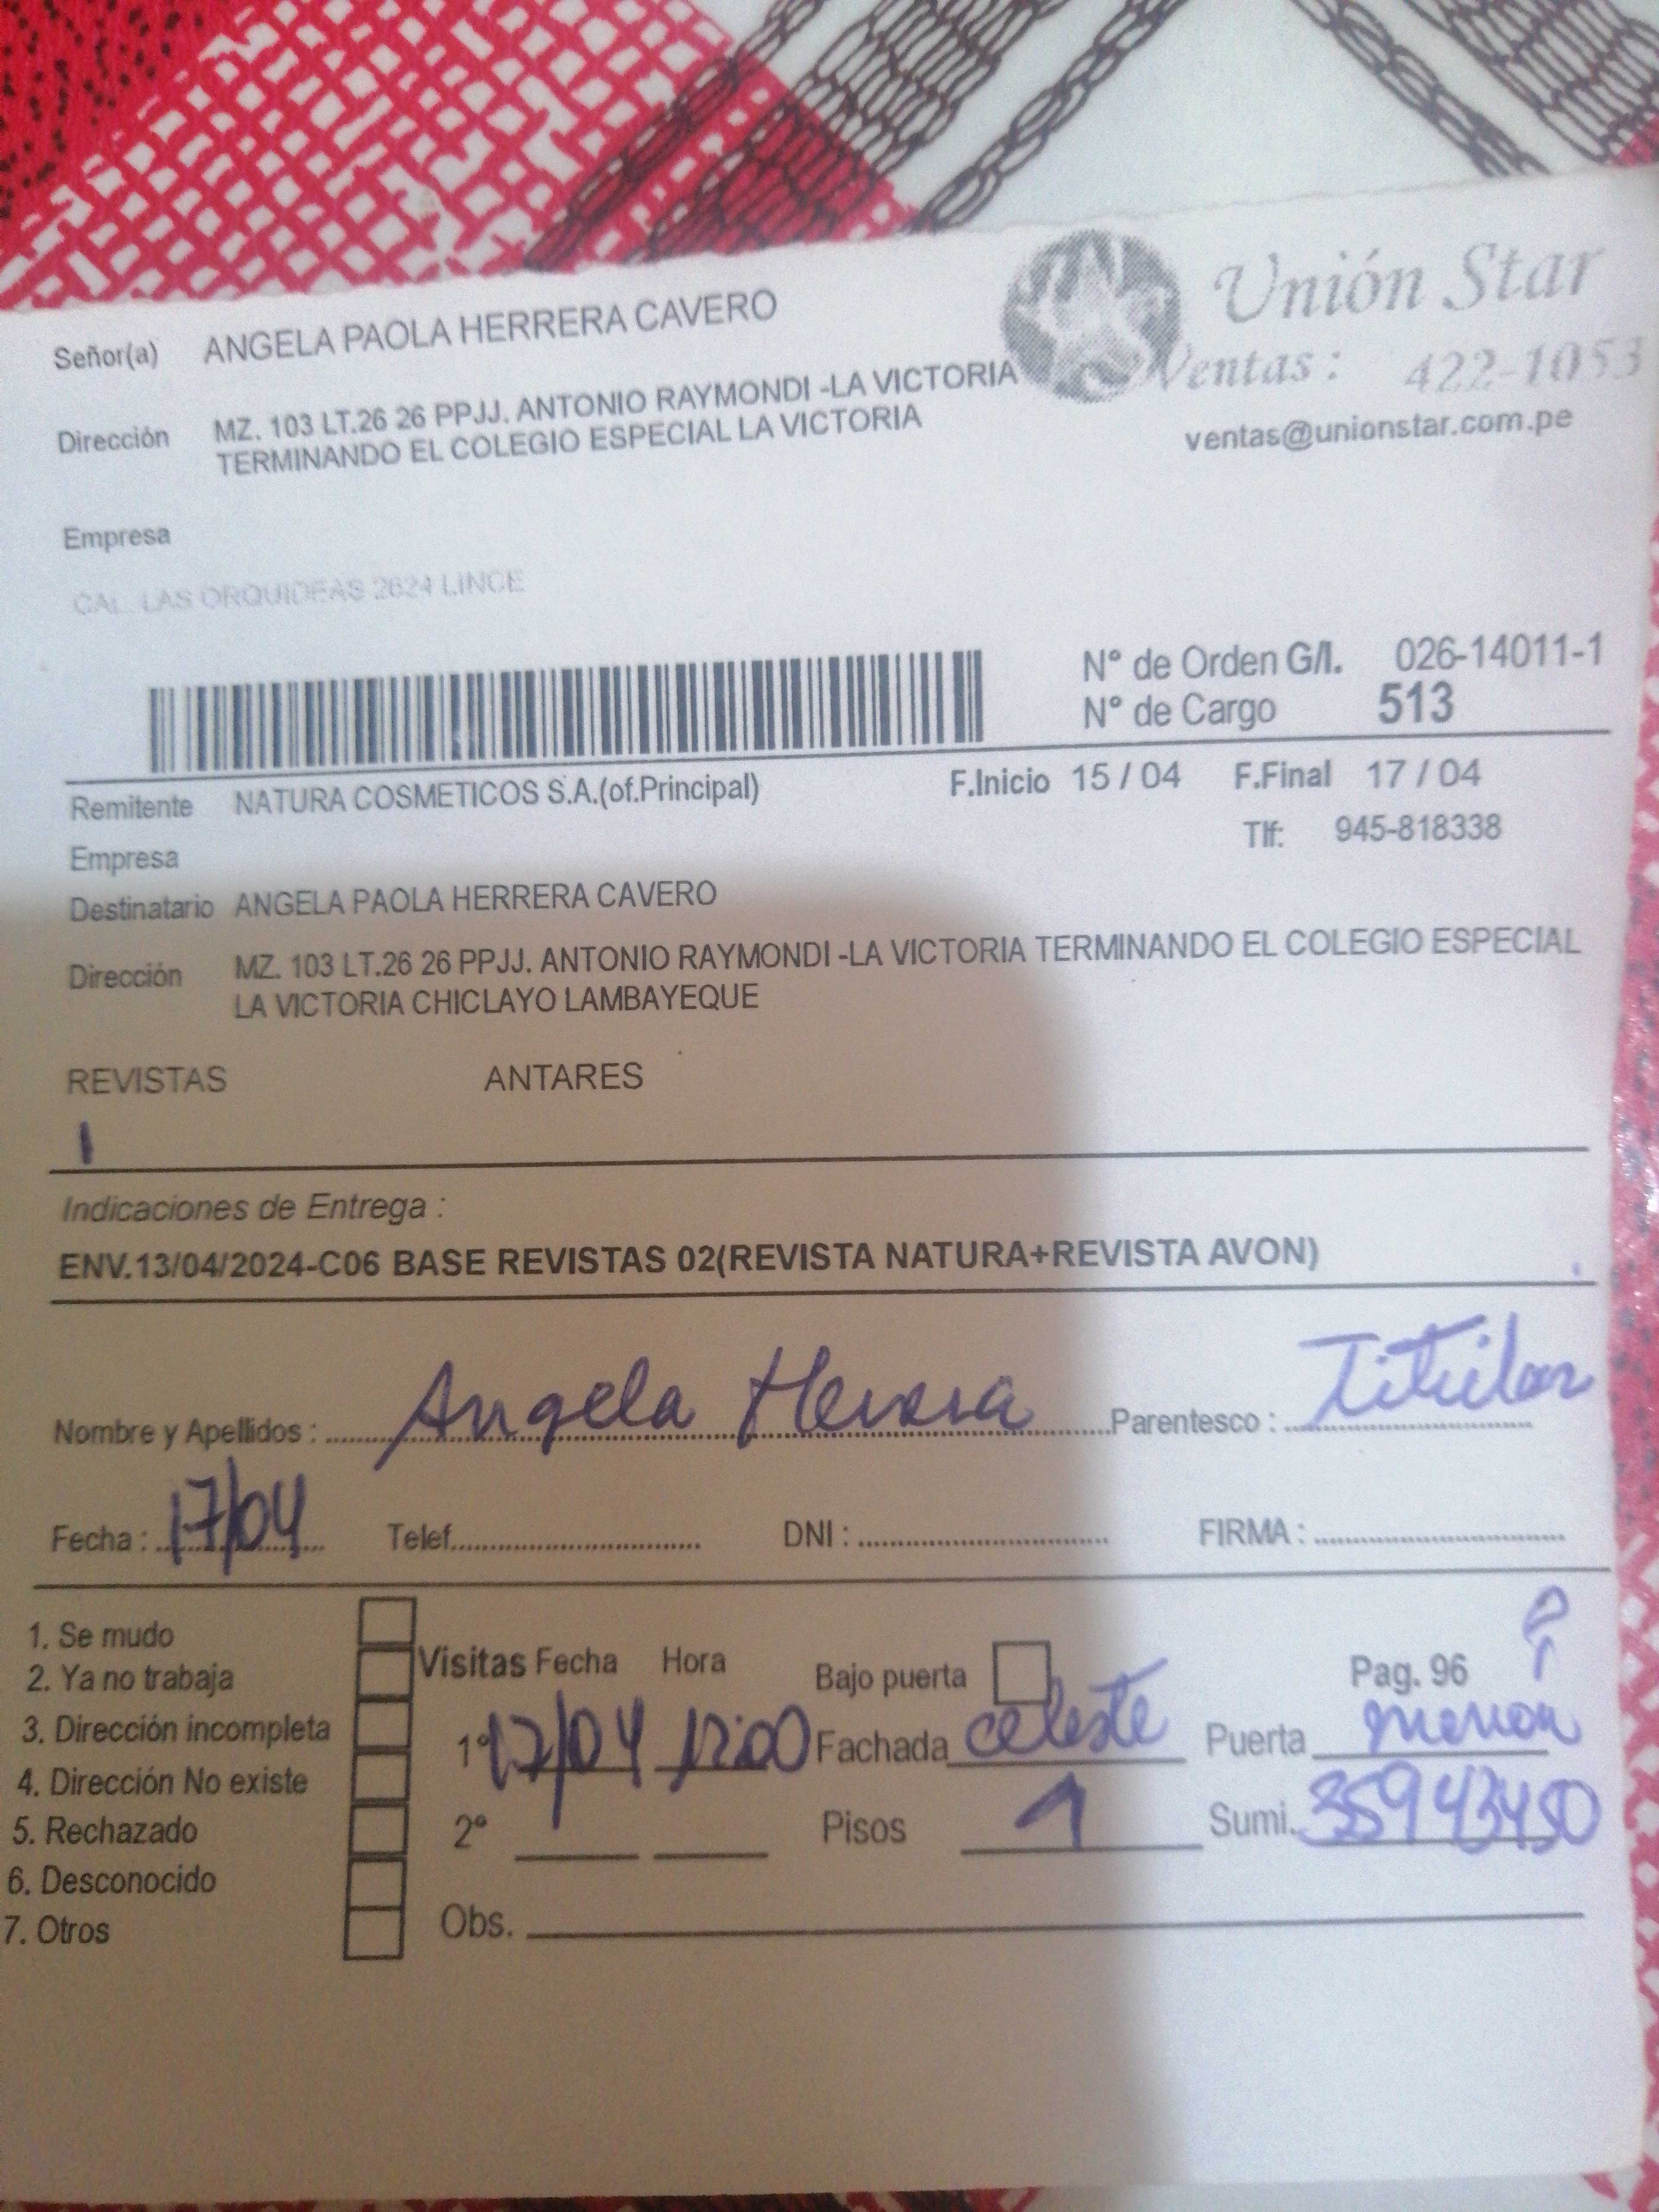 Señor(a) ANGELA PAOLA HERRERA CAVERO
Unión Star
Ventas : 422-1053
ventas@unionstar.com.pe
Dirección MZ. 103 LT.26 26 PPJJ. ANTONIO RAYMONDI -LA VICTORIA
TERMINANDO EL COLEGIO ESPECIAL LA VICTORIA
Empresa
CAL. LAS ORQUIDEAS 2624 LINCE
N° de Orden G/I. 026-14011-1
N° de Cargo 513
Remitente NATURA COSMETICOS S.A.(of.Principal) F.Inicio 15 / 04 F.Final 17 / 04
Tlf: 945-818338
Empresa
Destinatario ANGELA PAOLA HERRERA CAVERO
Dirección MZ. 103 LT.26 26 PPJJ. ANTONIO RAYMONDI -LA VICTORIA TERMINANDO EL COLEGIO ESPECIAL
LA VICTORIA CHICLAYO LAMBAYEQUE
REVISTAS ANTARES
1
Indicaciones de Entrega :
ENV.13/04/2024-C06 BASE REVISTAS 02(REVISTA NATURA+REVISTA AVON)
Nombre y Apellidos : Angela Herrera Parentesco : Titular
Fecha : 17/04 Telef. DNI : FIRMA :
1. Se mudo
2. Ya no trabaja
3. Dirección incompleta
4. Dirección No existe
5. Rechazado
6. Desconocido
7. Otros
Visitas Fecha Hora Bajo puerta Pag. 96
1° 17/04 12:00 Fachada celeste Puerta marron
2° Pisos 1 Sumi.
Obs.